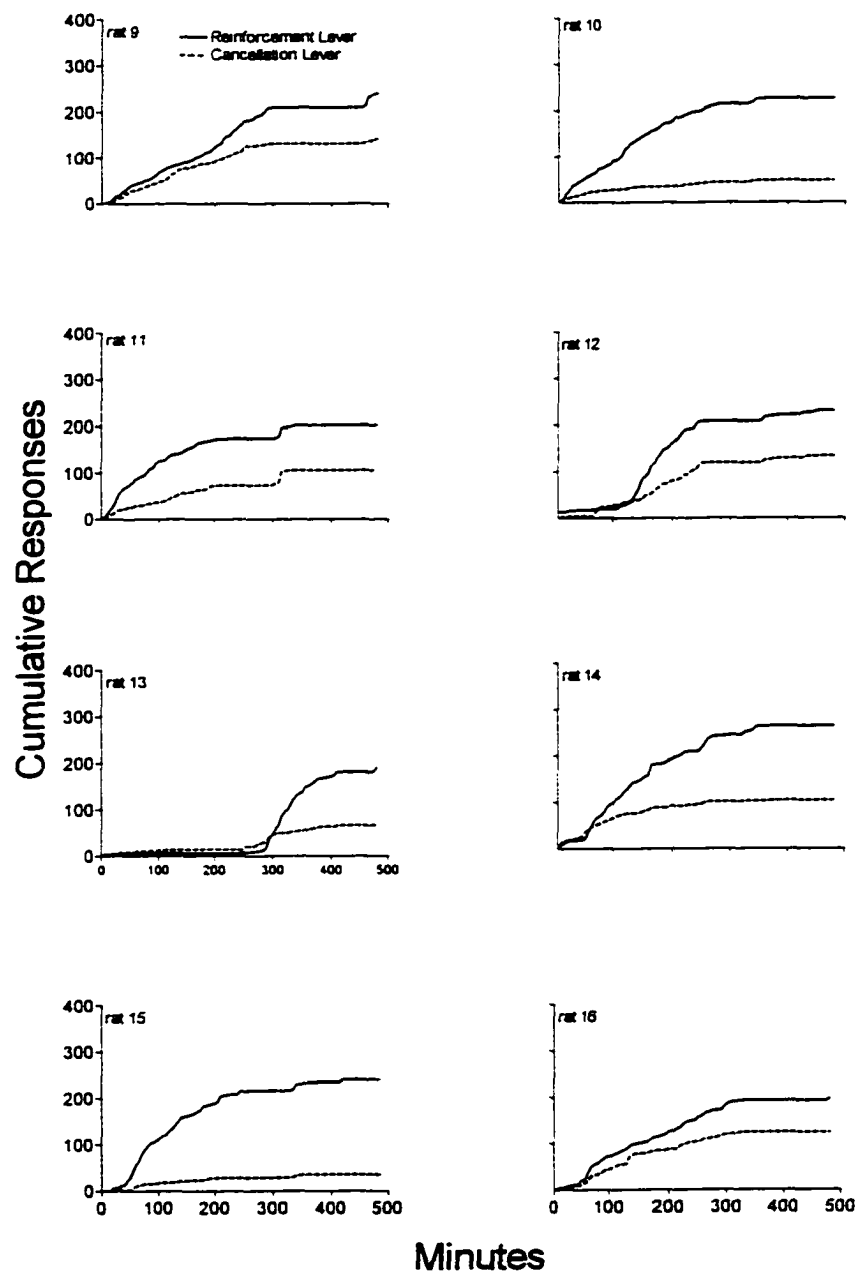 rat 9
Reinforcement Lever
Cancellation Lever
400
300
200
100
0
rat 10
rat 11
400
300
200
100
0
rat 12
rat 13
400
300
200
100
0
0 100 200 300 400 500
rat 14
rat 15
400
300
200
100
0
0 100 200 300 400 500
rat 16
0 100 200 300 400 500
Cumulative Responses
Minutes